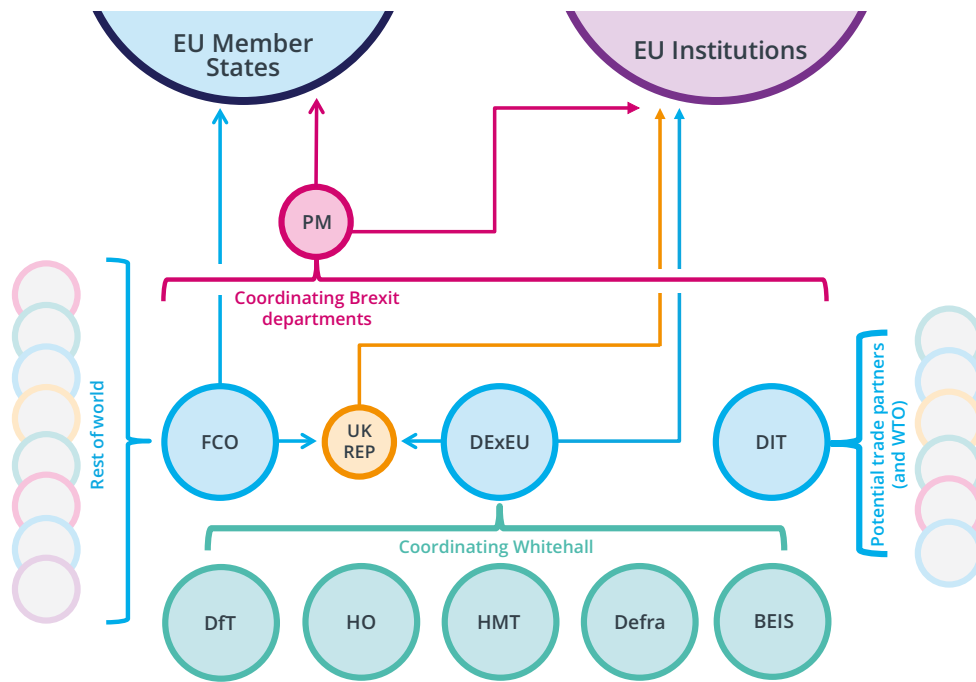 EU Member
States
EU Institutions
PM
Coordinating Brexit
departments
Rest of world
FCO
UK
REP
DExEU
DIT
Potential trade partners
(and WTO)
Coordinating Whitehall
DfT
HO
HMT
Defra
BEIS